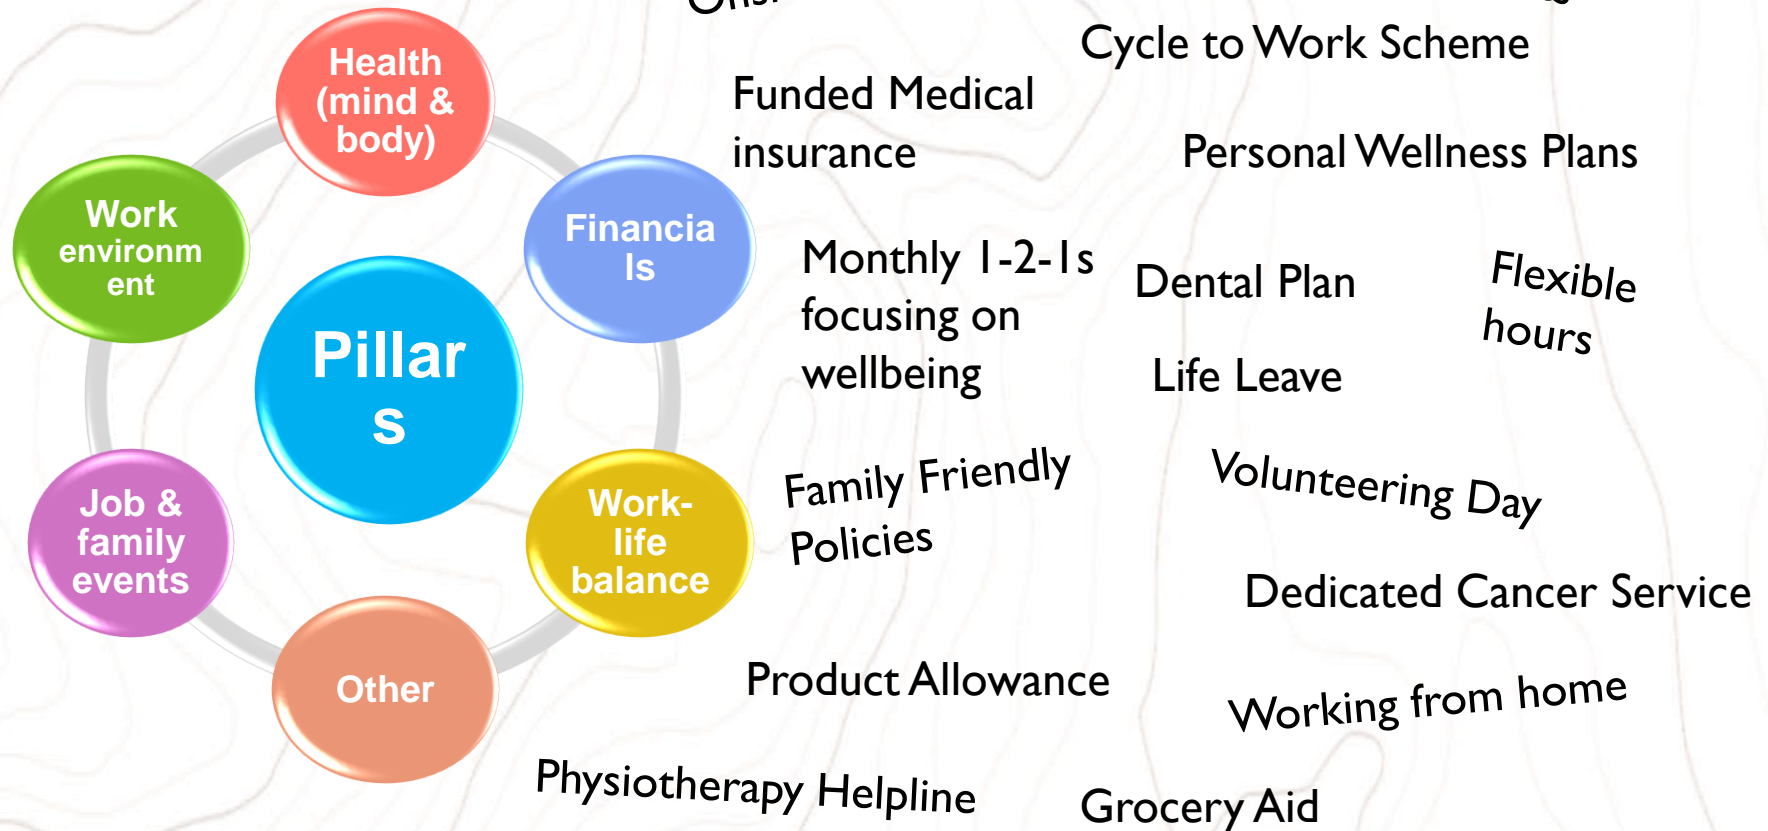 Health
(mind &
body)
Work
environm
ent
Financia
ls
Pillar
s
Job &
family
events
Work-
life
balance
Other
Cycle to Work Scheme
Funded Medical
insurance
Personal Wellness Plans
Monthly 1-2-1s
focusing on
wellbeing
Dental Plan
Flexible
hours
Life Leave
Family Friendly
Policies
Volunteering Day
Dedicated Cancer Service
Product Allowance
Working from home
Physiotherapy Helpline
Grocery Aid